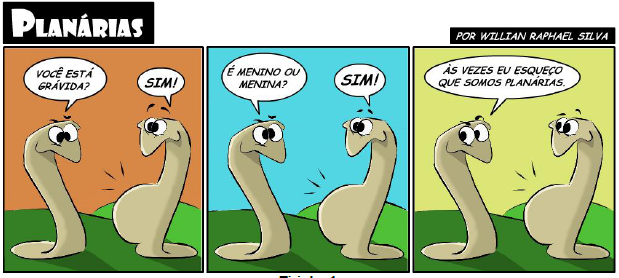 PLANÁRIAS
POR WILLIAN RAPHAEL SILVA
VOCÊ ESTÁ
GRÁVIDA?
SIM!
É MENINO OU
MENINA?
SIM!
ÀS VEZES EU ESQUEÇO
QUE SOMOS PLANÁRIAS.